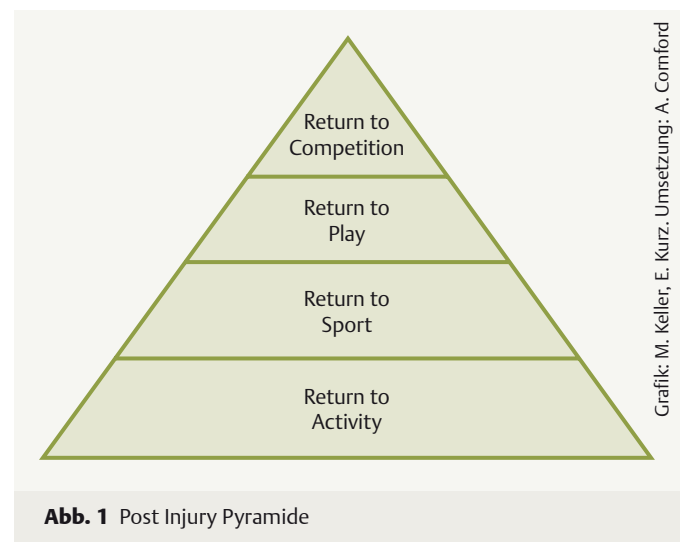 Return to
Competition
Return to
Play
Return to
Sport
Return to
Activity
Grafik: M. Keller, E. Kurz. Umsetzung: A. Cornford
Abb. 1 Post Injury Pyramide